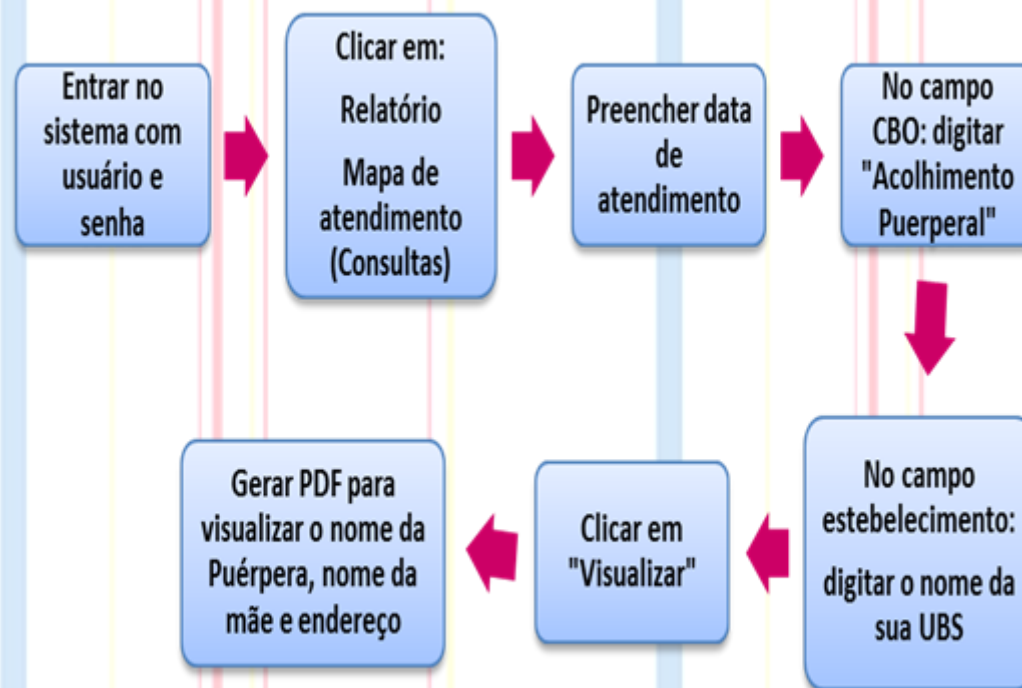 Entrar no
sistema com
usuário e
senha
Clicar em:
Relatório
Mapa de
atendimento
(Consultas)
Preencher data
de
atendimento
No campo
CBO: digitar
"Acolhimento
Puerperal"
No campo
estebelecimento:
digitar o nome da
sua UBS
Clicar em
"Visualizar"
Gerar PDF para
visualizar o nome da
Puérpera, nome da
mãe e endereço